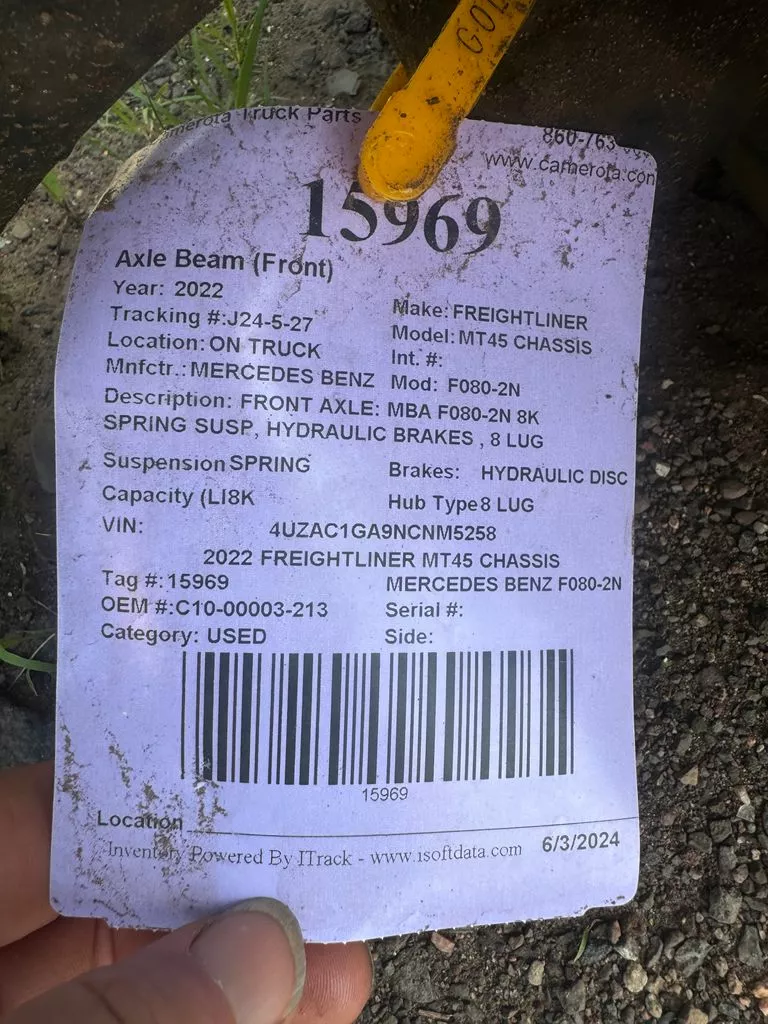 GOL
Truck Parts
860-763
www.camerota.com
15969
Axle Beam (Front)
Year: 2022
Make: FREIGHTLINER
Tracking #:J24-5-27
Model: MT45 CHASSIS
Location: ON TRUCK
Int. #:
Mnfctr.: MERCEDES BENZ
Mod: F080-2N
Description: FRONT AXLE: MBA F080-2N 8K
SPRING SUSP, HYDRAULIC BRAKES , 8 LUG
Suspension SPRING
Brakes: HYDRAULIC DISC
Capacity (LI8K
Hub Type8 LUG
VIN: 4UZAC1GA9NCNM5258
2022 FREIGHTLINER MT45 CHASSIS
Tag #:15969
MERCEDES BENZ F080-2N
OEM #:C10-00003-213
Serial #:
Category: USED
Side:
15969
Location
Inventory Powered By ITrack - www.isoftdata.com
6/3/2024